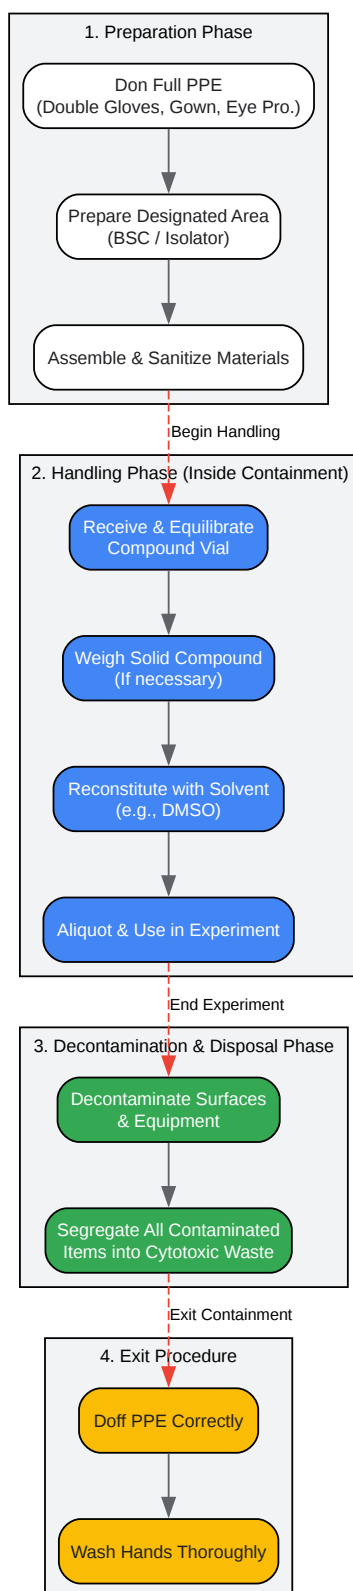 1. Preparation Phase
Don Full PPE
(Double Gloves, Gown, Eye Pro.)
Prepare Designated Area
(BSC / Isolator)
Assemble & Sanitize Materials
Begin Handling
2. Handling Phase (Inside Containment)
Receive & Equilibrate
Compound Vial
Weigh Solid Compound
(If necessary)
Reconstitute with Solvent
(e.g., DMSO)
Aliquot & Use in Experiment
End Experiment
3. Decontamination & Disposal Phase
Decontaminate Surfaces
& Equipment
Segregate All Contaminated
Items into Cytotoxic Waste
Exit Containment
4. Exit Procedure
Doff PPE Correctly
Wash Hands Thoroughly